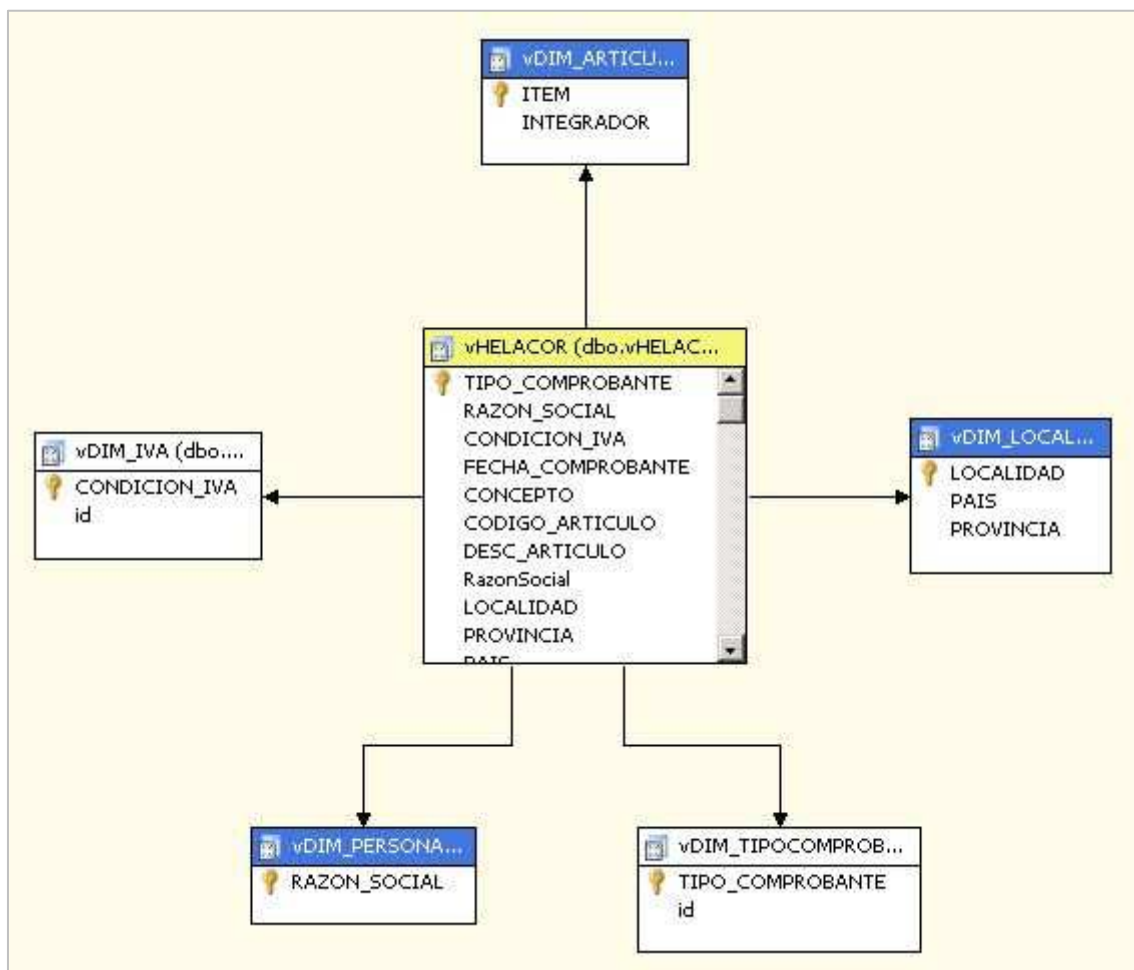 vDIM_ARTICU...
ITEM
INTEGRADOR
vHELACOR (dbo.vHELAC...
TIPO_COMPROBANTE
RAZON_SOCIAL
CONDICION_IVA
FECHA_COMPROBANTE
CONCEPTO
CODIGO_ARTICULO
DESC_ARTICULO
RazonSocial
LOCALIDAD
PROVINCIA
PAIS
vDIM_IVA (dbo....
CONDICION_IVA
id
vDIM_LOCAL...
LOCALIDAD
PAIS
PROVINCIA
vDIM_PERSONA...
RAZON_SOCIAL
vDIM_TIPOCOMPROB...
TIPO_COMPROBANTE
id